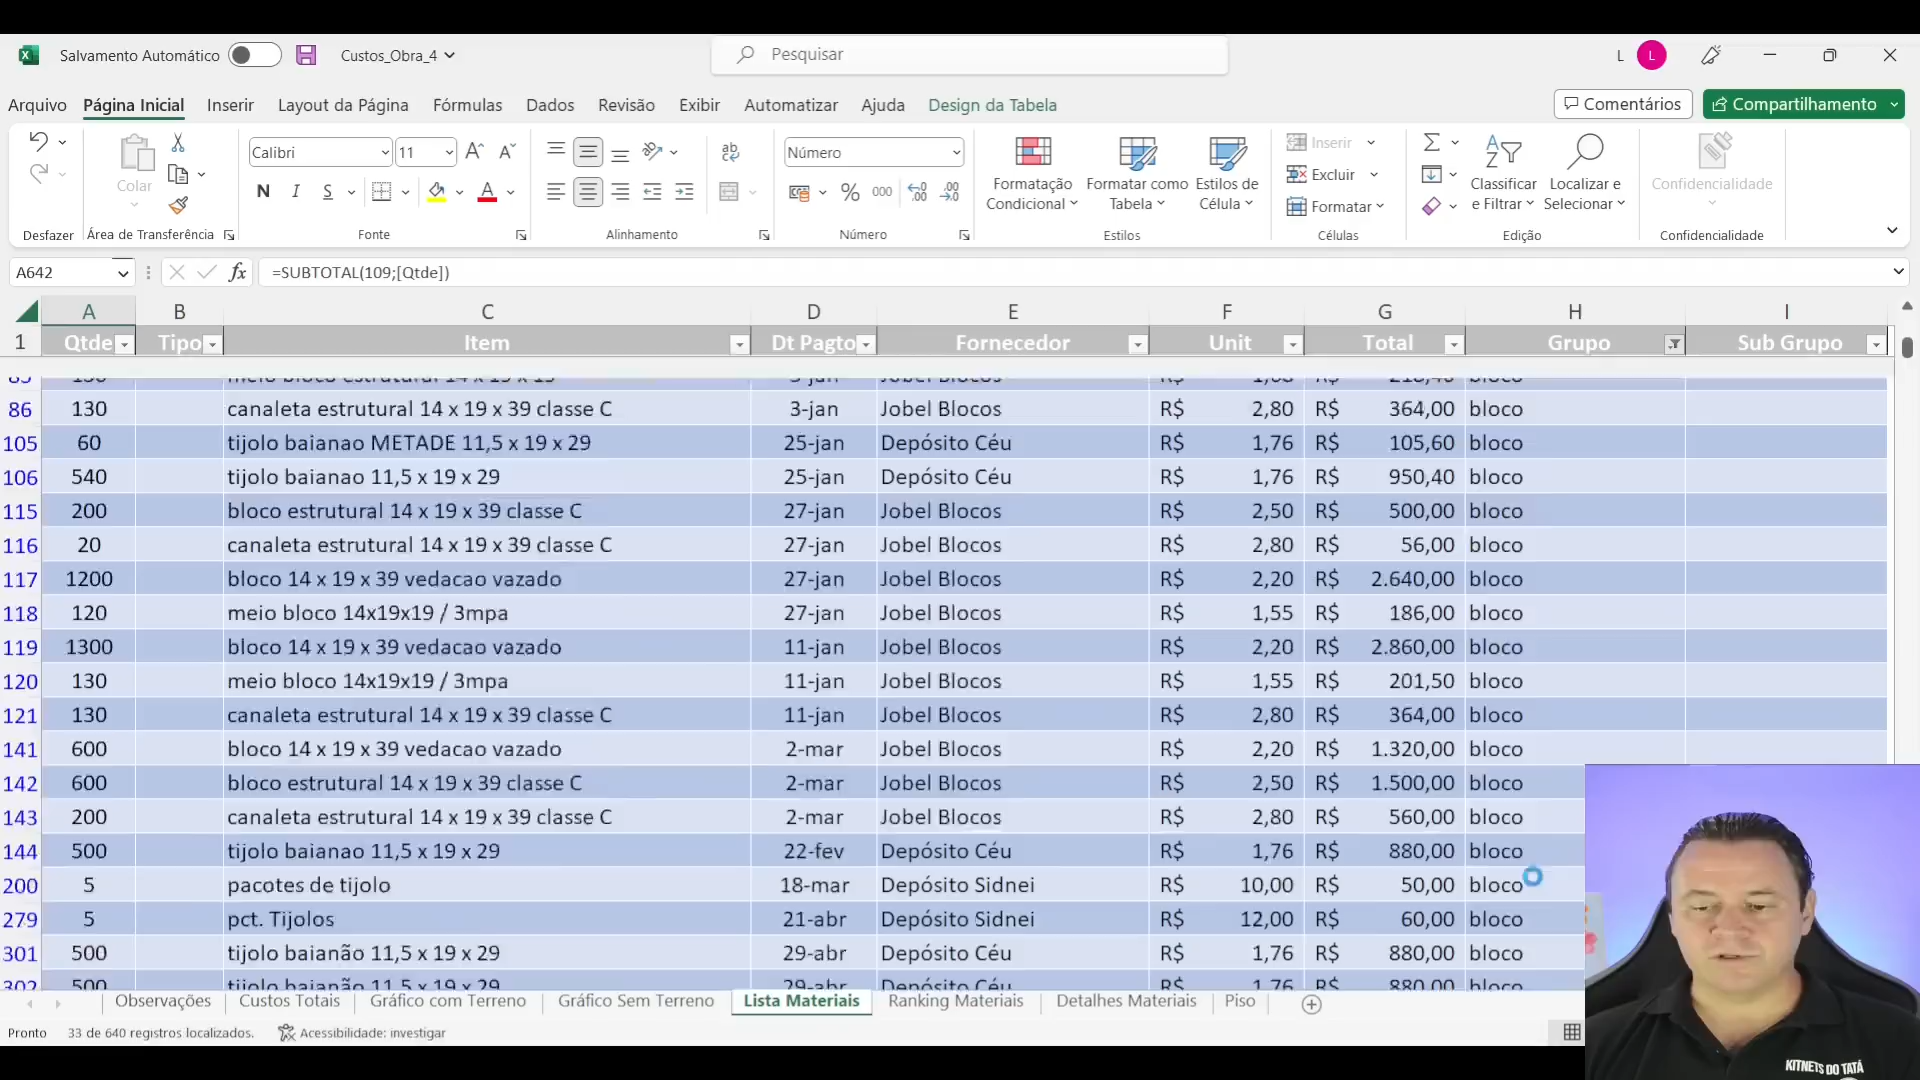 Salvamento Automático Custos_Obra_4 Pesquisar L L
Arquivo Página Inicial Inserir Layout da Página Fórmulas Dados Revisão Exibir Automatizar Ajuda Design da Tabela Comentários Compartilhamento
Colar Calibri 11 Número Formatação Condicional Formatar como Tabela Estilos de Célula Inserir Excluir Formatar Classificar e Filtrar Localizar e Selecionar Confidencialidade
Desfazer Área de Transferência Fonte Alinhamento Número Estilos Células Edição Confidencialidade
A642 fx =SUBTOTAL(109;[Qtde])
A B C D E F G H I
1 Qtde Tipo Item Dt Pagto Fornecedor Unit Total Grupo Sub Grupo
86 130 canaleta estrutural 14 x 19 x 39 classe C 3-jan Jobel Blocos R$ 2,80 R$ 364,00 bloco
105 60 tijolo baianao METADE 11,5 x 19 x 29 25-jan Depósito Céu R$ 1,76 R$ 105,60 bloco
106 540 tijolo baianao 11,5 x 19 x 29 25-jan Depósito Céu R$ 1,76 R$ 950,40 bloco
115 200 bloco estrutural 14 x 19 x 39 classe C 27-jan Jobel Blocos R$ 2,50 R$ 500,00 bloco
116 20 canaleta estrutural 14 x 19 x 39 classe C 27-jan Jobel Blocos R$ 2,80 R$ 56,00 bloco
117 1200 bloco 14 x 19 x 39 vedacao vazado 27-jan Jobel Blocos R$ 2,20 R$ 2.640,00 bloco
118 120 meio bloco 14x19x19 / 3mpa 27-jan Jobel Blocos R$ 1,55 R$ 186,00 bloco
119 1300 bloco 14 x 19 x 39 vedacao vazado 11-jan Jobel Blocos R$ 2,20 R$ 2.860,00 bloco
120 130 meio bloco 14x19x19 / 3mpa 11-jan Jobel Blocos R$ 1,55 R$ 201,50 bloco
121 130 canaleta estrutural 14 x 19 x 39 classe C 11-jan Jobel Blocos R$ 2,80 R$ 364,00 bloco
141 600 bloco 14 x 19 x 39 vedacao vazado 2-mar Jobel Blocos R$ 2,20 R$ 1.320,00 bloco
142 600 bloco estrutural 14 x 19 x 39 classe C 2-mar Jobel Blocos R$ 2,50 R$ 1.500,00 bloco
143 200 canaleta estrutural 14 x 19 x 39 classe C 2-mar Jobel Blocos R$ 2,80 R$ 560,00 bloco
144 500 tijolo baianao 11,5 x 19 x 29 22-fev Depósito Céu R$ 1,76 R$ 880,00 bloco
200 5 pacotes de tijolo 18-mar Depósito Sidnei R$ 10,00 R$ 50,00 bloco
279 5 pct. Tijolos 21-abr Depósito Sidnei R$ 12,00 R$ 60,00 bloco
301 500 tijolo baianão 11,5 x 19 x 29 29-abr Depósito Céu R$ 1,76 R$ 880,00 bloco
302 500 tijolo baianão 11,5 x 19 x 29 29-abr Depósito Céu R$ 1,76 R$ 880,00 bloco
Observações Custos Totais Gráfico com Terreno Gráfico Sem Terreno Lista Materiais Ranking Materiais Detalhes Materiais Piso
Pronto 33 de 640 registros localizados. Acessibilidade: investigar
KITNETS DO TATÁ